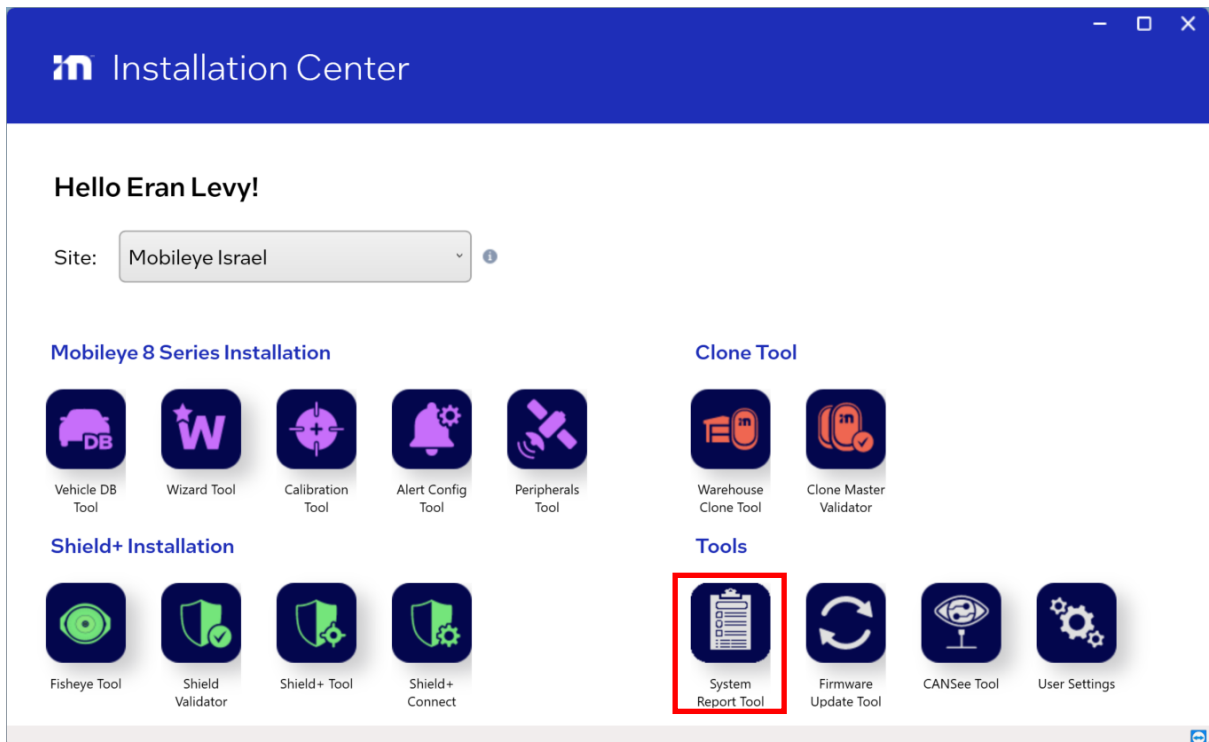 Installation Center
Hello Eran Levy!
Site: Mobileye Israel
Mobileye 8 Series Installation
Vehicle DB
Tool
Wizard Tool
Calibration
Tool
Alert Config
Tool
Peripherals
Tool
Clone Tool
Warehouse
Clone Tool
Clone Master
Validator
Shield+ Installation
Fisheye Tool
Shield
Validator
Shield+ Tool
Shield+
Connect
Tools
System
Report Tool
Firmware
Update Tool
CANSee Tool
User Settings
DB
W